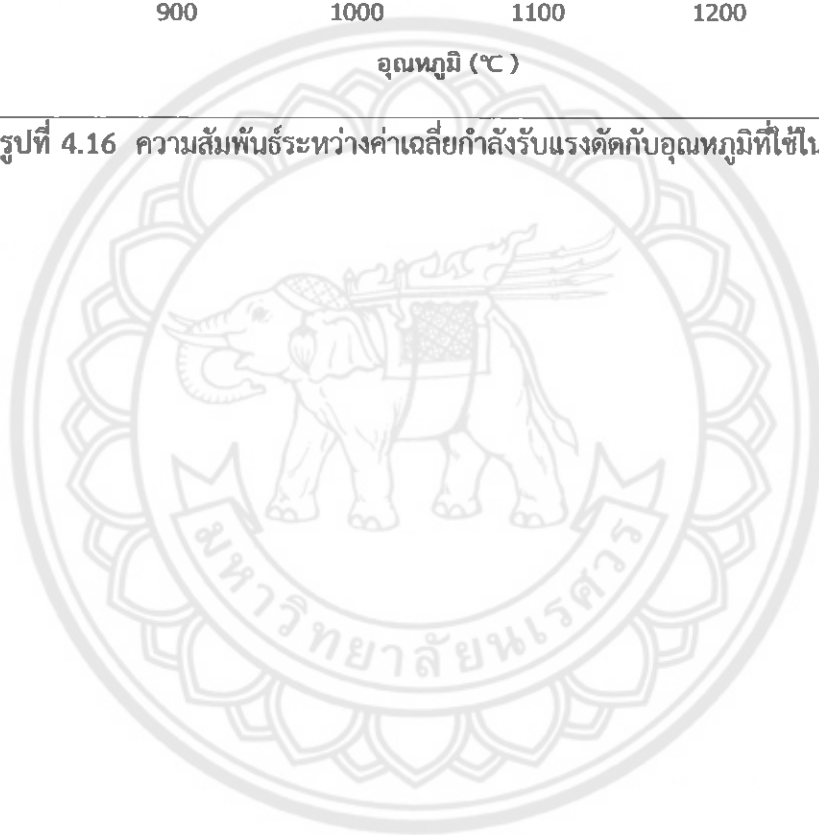 900 1000 1100 1200
อุณหภูมิ (℃)
รูปที่ 4.16 ความสัมพันธ์ระหว่างค่าเฉลี่ยกำลังรับแรงดัดกับอุณหภูมิที่ใช้ใน
มหาวิทยาลัยนเรศวร